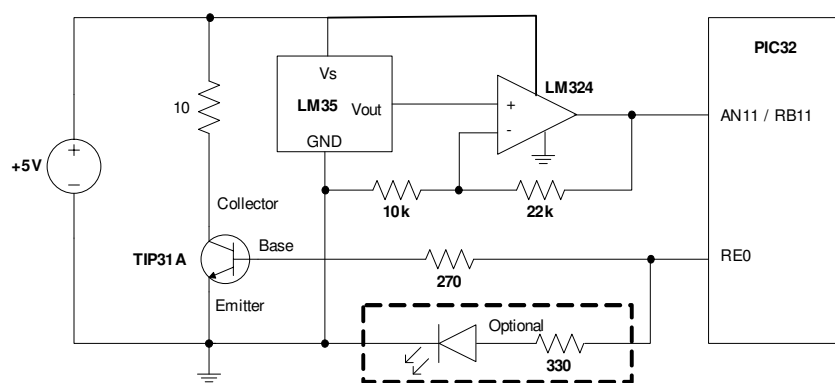 PIC32
Vs
LM324
10
LM35
Vout
+
AN11 / RB11
-
GND
+
+5V
−
10k
22k
Collector
TIP31A
Base
RE0
270
Emitter
Optional
330